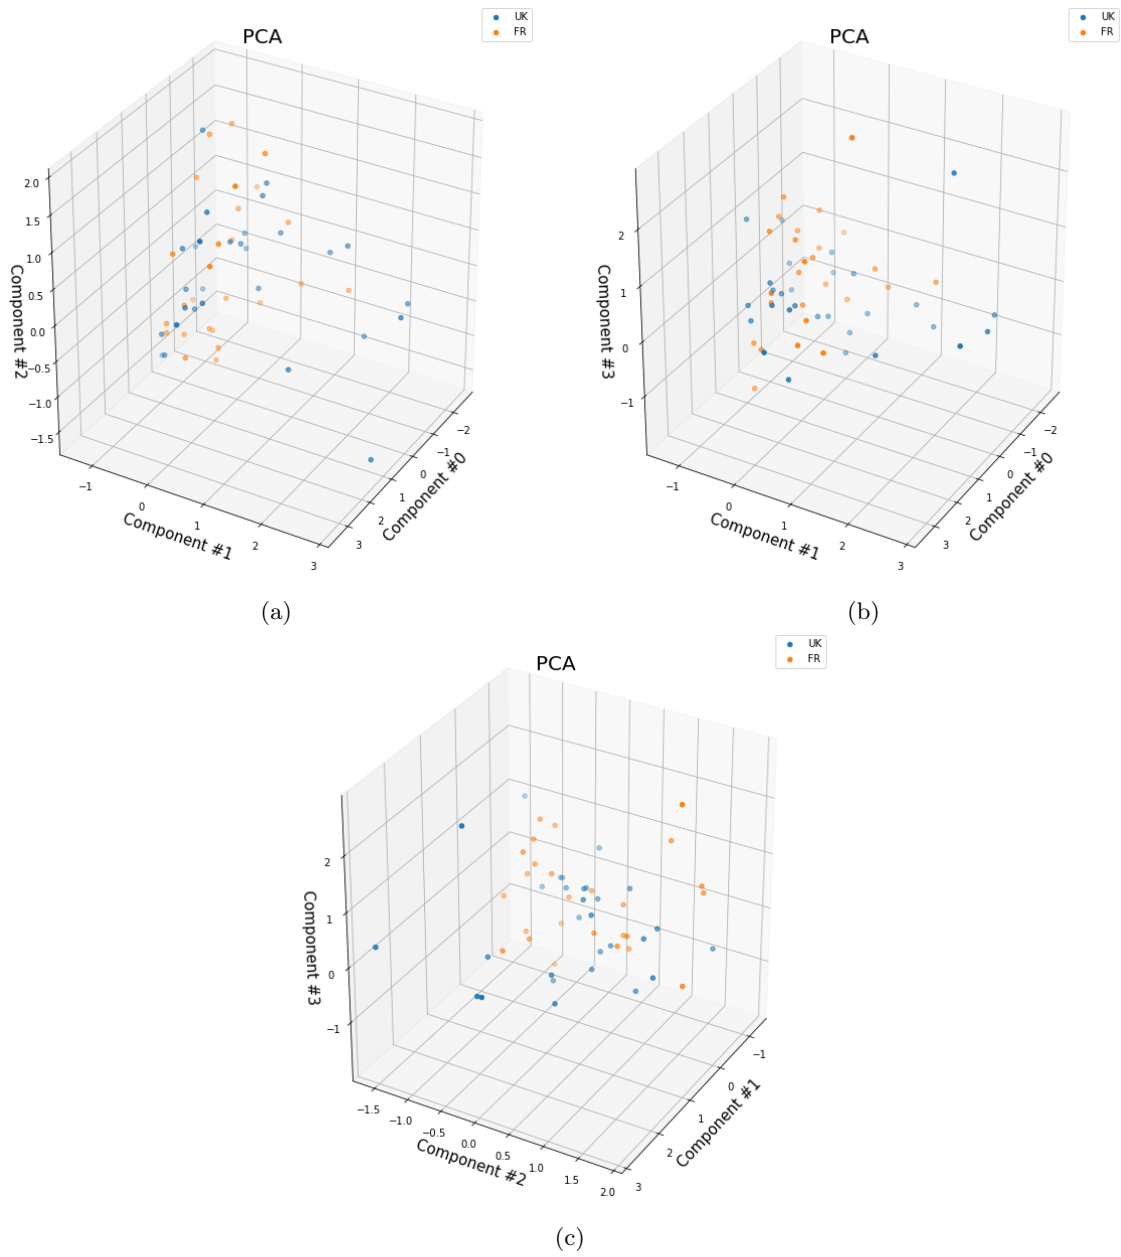 PCA
UK
FR
2.0
1.5
1.0
0.5
0.0
−0.5
−1.0
−1.5
Component #2
−1
0
1
2
3
Component #1
−2
−1
0
1
2
3
Component #0
(a)
PCA
UK
FR
2
1
0
−1
Component #3
−1
0
1
2
3
Component #1
−2
−1
0
1
2
3
Component #0
(b)
PCA
UK
FR
2
1
0
−1
Component #3
−1.5
−1.0
−0.5
0.0
0.5
1.0
1.5
2.0
Component #2
−1
0
1
2
3
Component #1
(c)